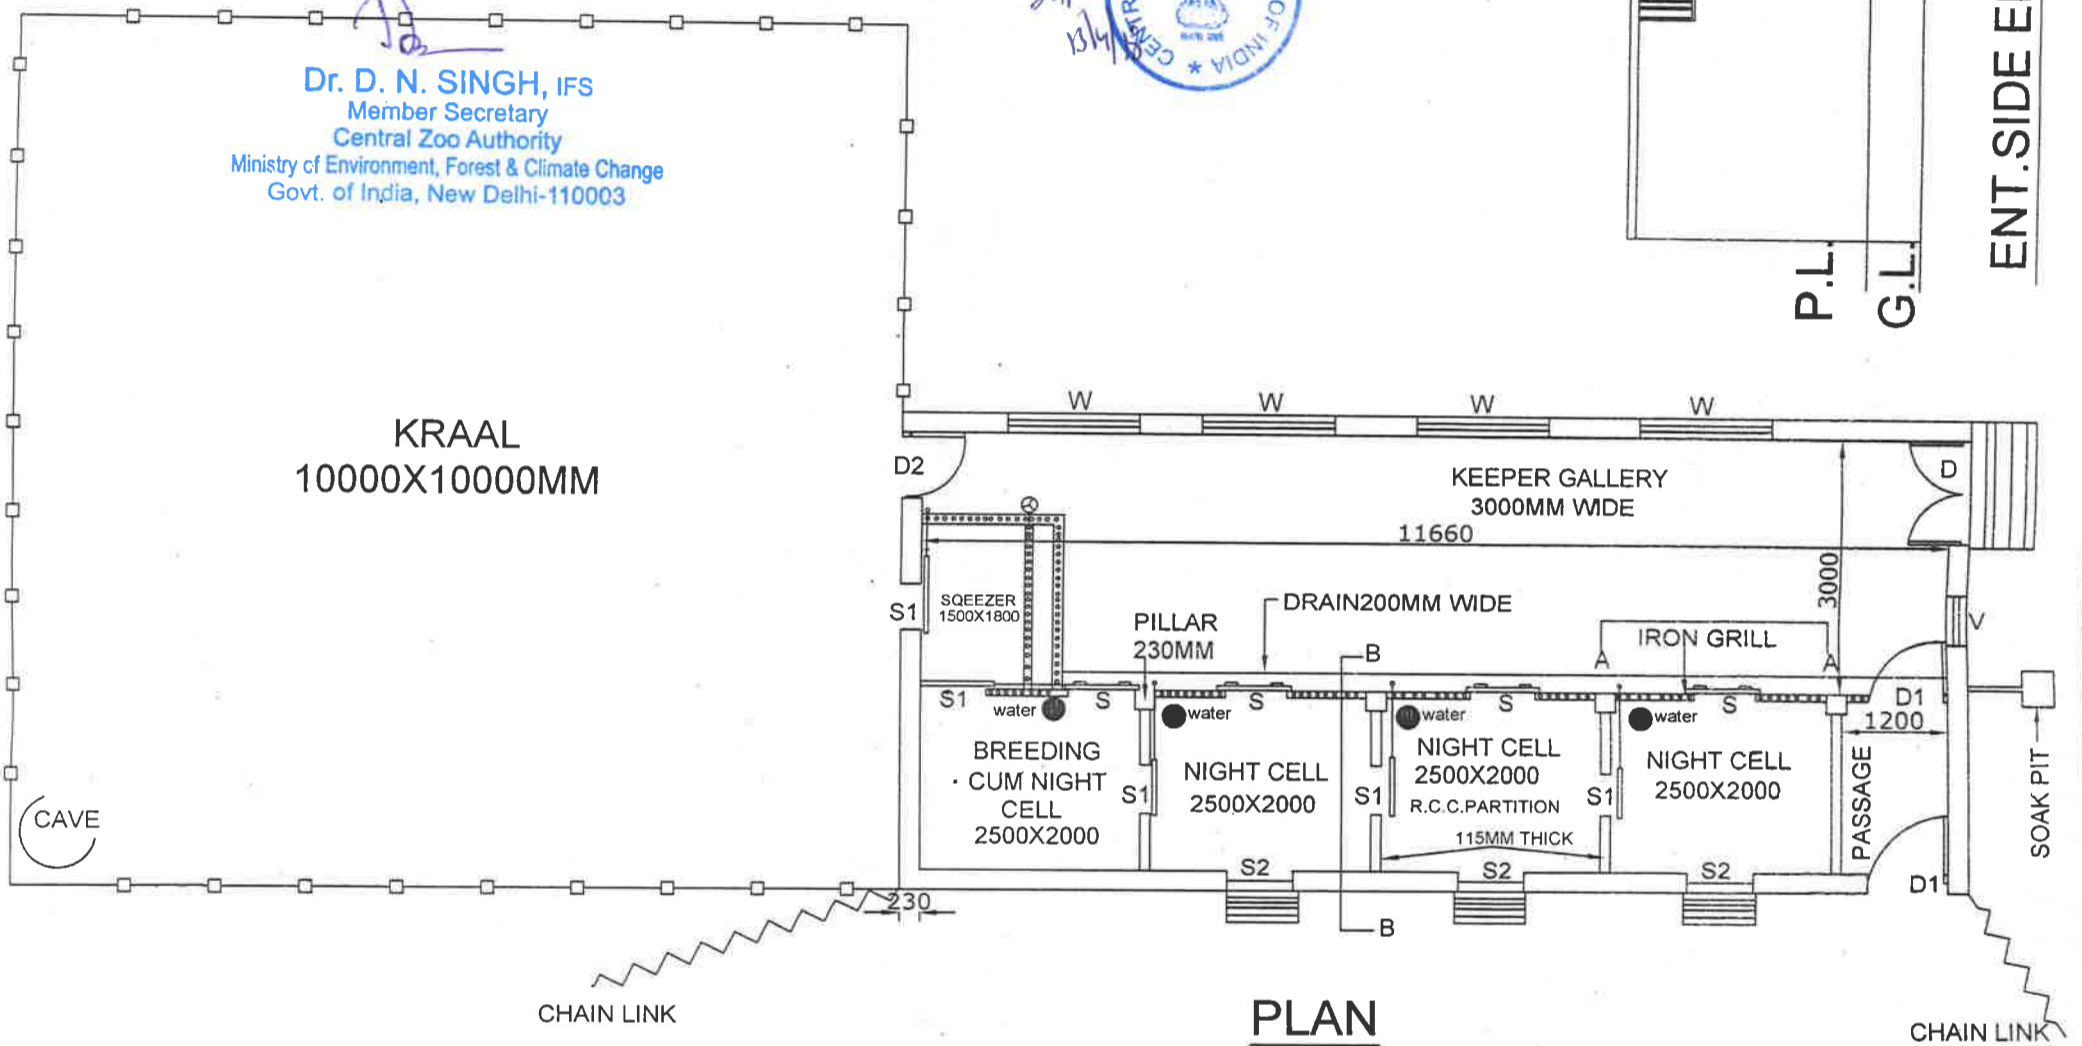 Dr. D. N. SINGH, IFS
Member Secretary
Central Zoo Authority
Ministry of Environment, Forest & Climate Change
Govt. of India, New Delhi-110003
OF INDIA * CENTR
13/4/18
ENT.SIDE
P.L.
G.L.
KRAAL
10000X10000MM
W
W
W
W
D2
KEEPER GALLERY
3000MM WIDE
D
11660
3000
SQEEZER
1500X1800
S1
DRAIN200MM WIDE
PILLAR
230MM
B
IRON GRILL
A
A
V
S1
water
S
water
S
water
S
water
S
D1
1200
BREEDING
CUM NIGHT
CELL
2500X2000
S1
NIGHT CELL
2500X2000
S1
NIGHT CELL
2500X2000
R.C.C.PARTITION
115MM THICK
S1
NIGHT CELL
2500X2000
PASSAGE
SOAK PIT
CAVE
S2
S2
S2
D1
230
B
CHAIN LINK
PLAN
CHAIN LINK